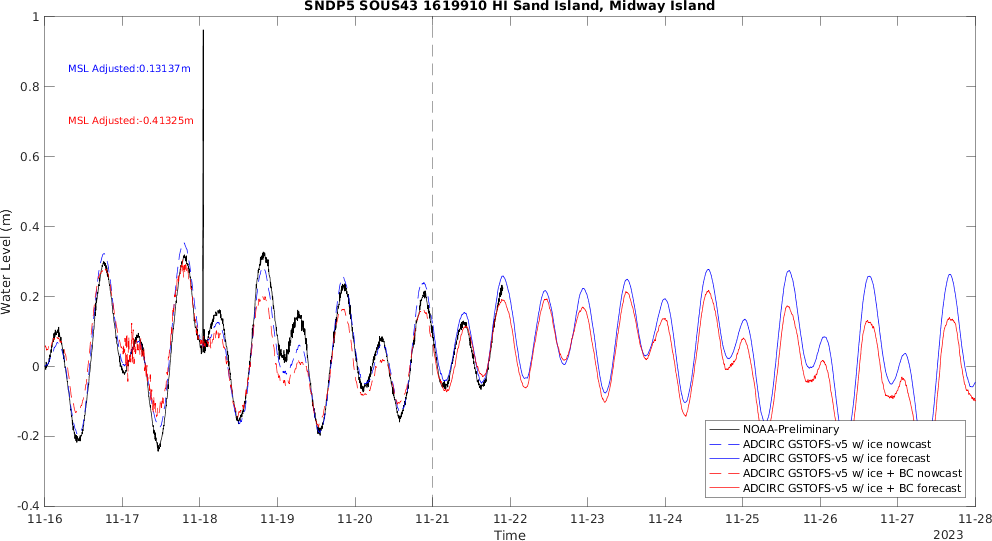 SNDP5 SOUS43 1619910 HI Sand Island, Midway Island
MSL Adjusted:0.13137m
MSL Adjusted:-0.41325m
Water Level (m)
1
0.8
0.6
0.4
0.2
0
-0.2
-0.4
NOAA-Preliminary
ADCIRC GSTOFS-v5 w/ ice nowcast
ADCIRC GSTOFS-v5 w/ ice forecast
ADCIRC GSTOFS-v5 w/ ice + BC nowcast
ADCIRC GSTOFS-v5 w/ ice + BC forecast
11-16 11-17 11-18 11-19 11-20 11-21 11-22 11-23 11-24 11-25 11-26 11-27 11-28
Time
2023